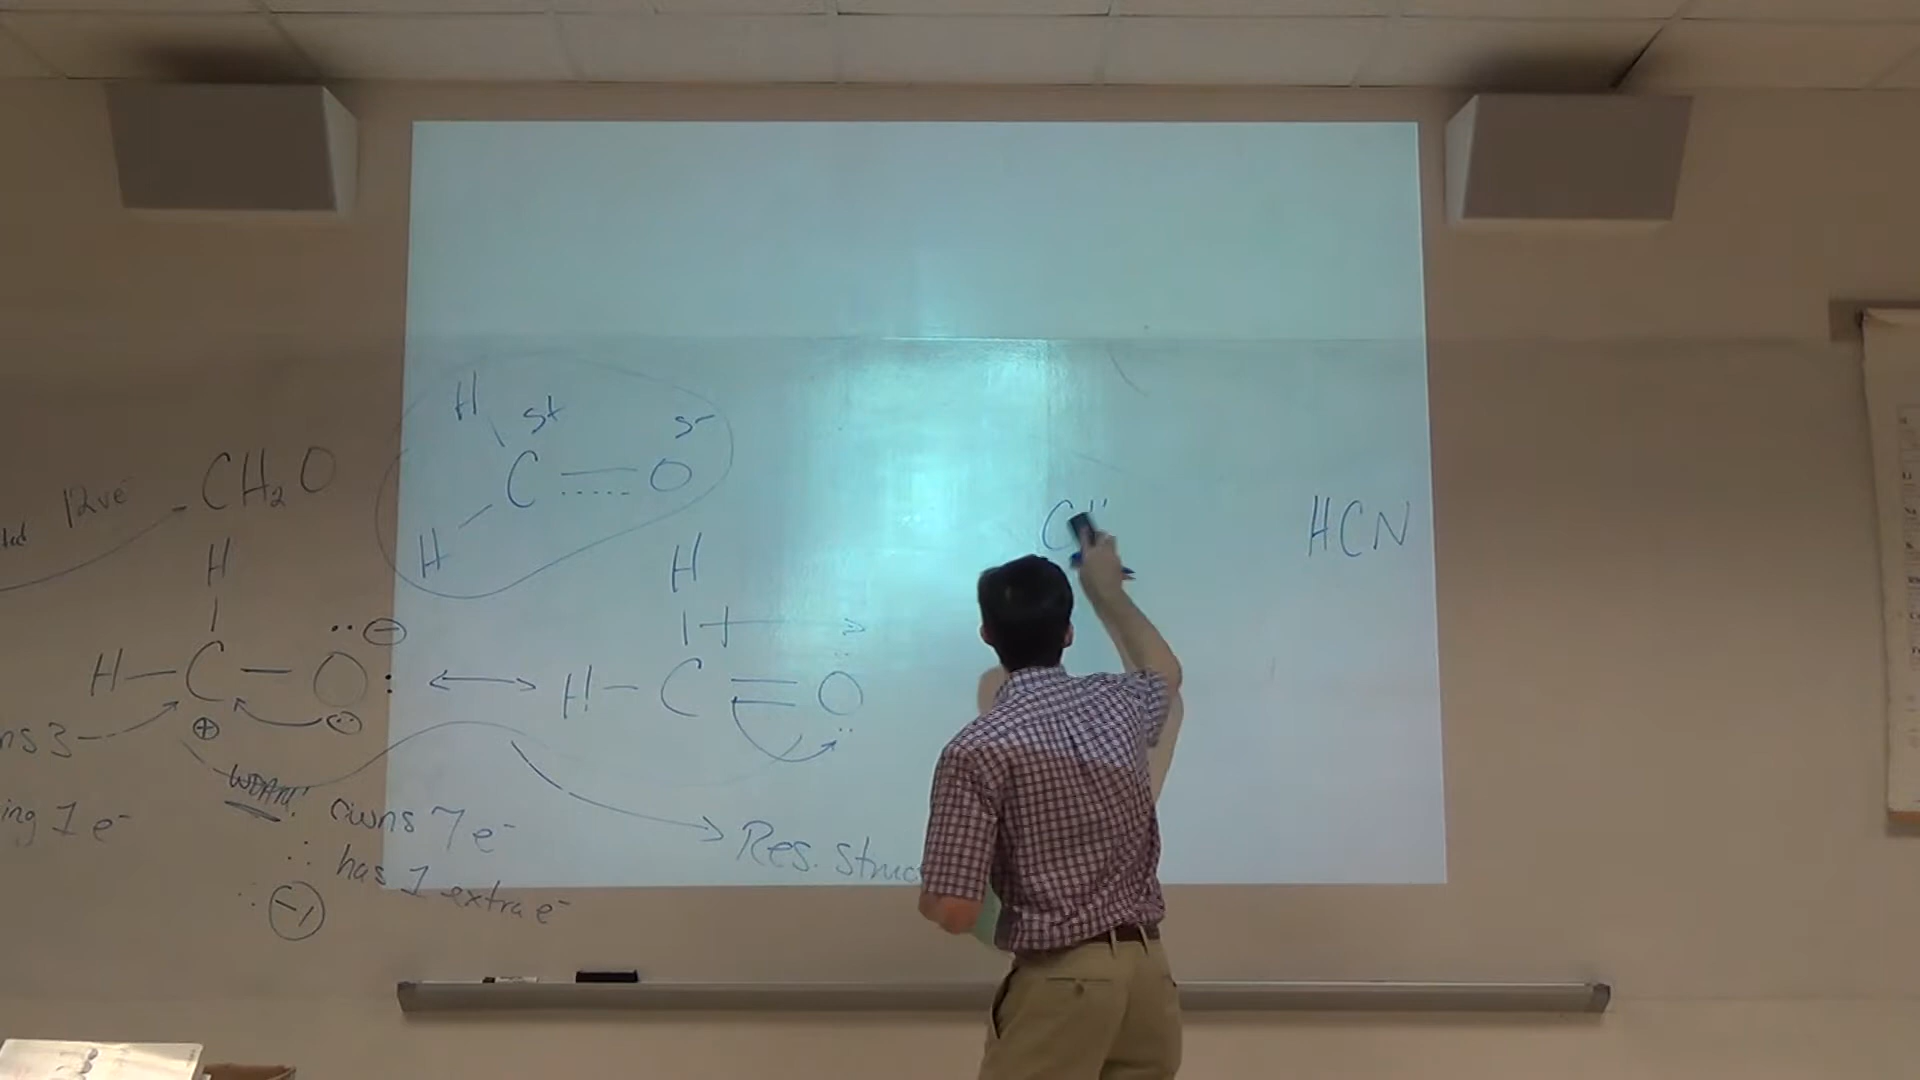 12ve⁻
CH₂O
H
H—C—O
⊕
⊖
H δ+ δ-
C O
H
H
H—C=O
C
HCN
ns 3
ing 1 e⁻
owns 7 e⁻
∴ has 1 extra e⁻
∴ -1
Res. struc